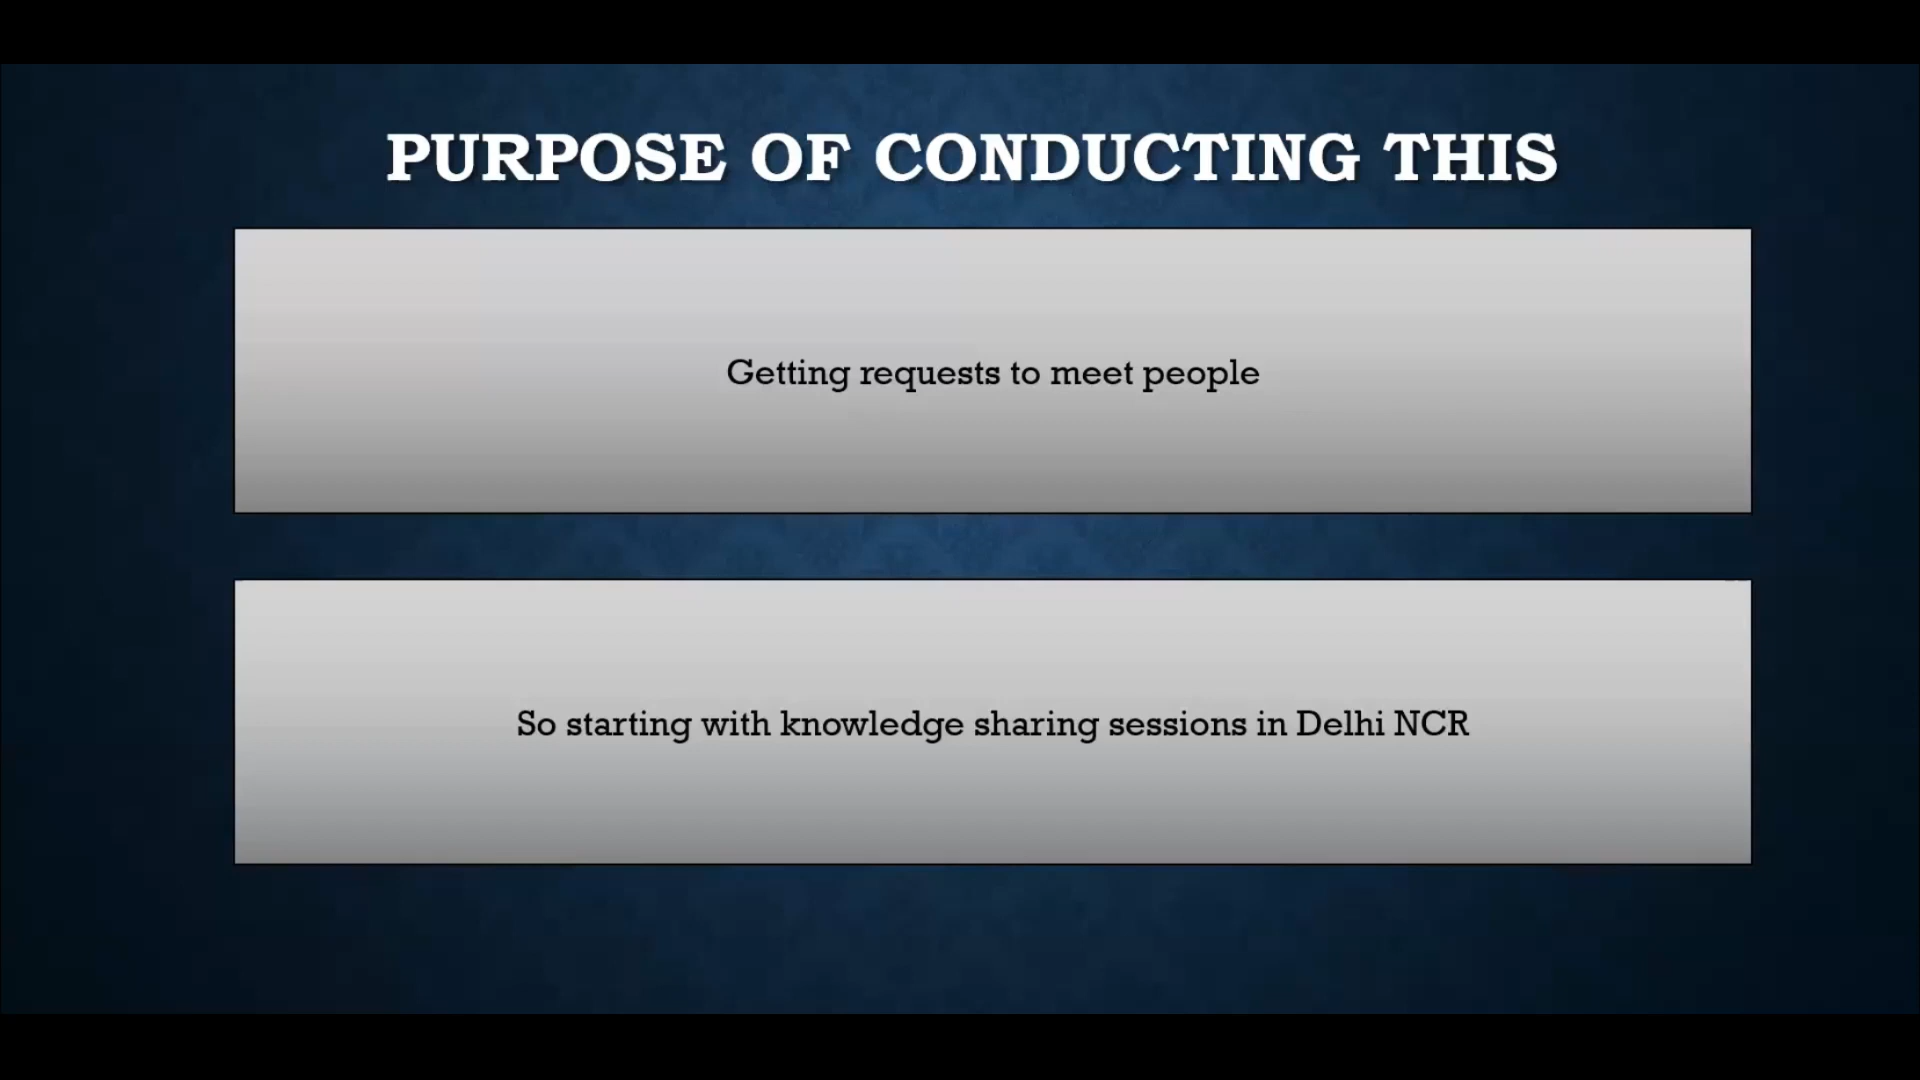 PURPOSE OF CONDUCTING THIS
Getting requests to meet people
So starting with knowledge sharing sessions in Delhi NCR